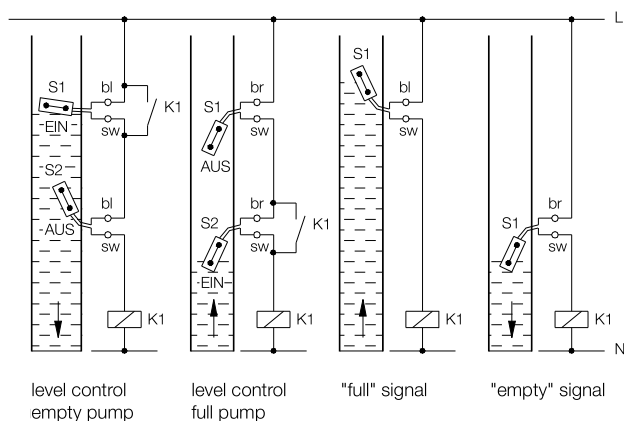 L
S1
bl
K1
EIN
sw
S2
bl
AUS
sw
K1
br
S1
sw
AUS
br
S2
K1
sw
EIN
K1
S1
bl
sw
K1
br
S1
sw
K1
N
level control
empty pump
level control
full pump
"full" signal
"empty" signal